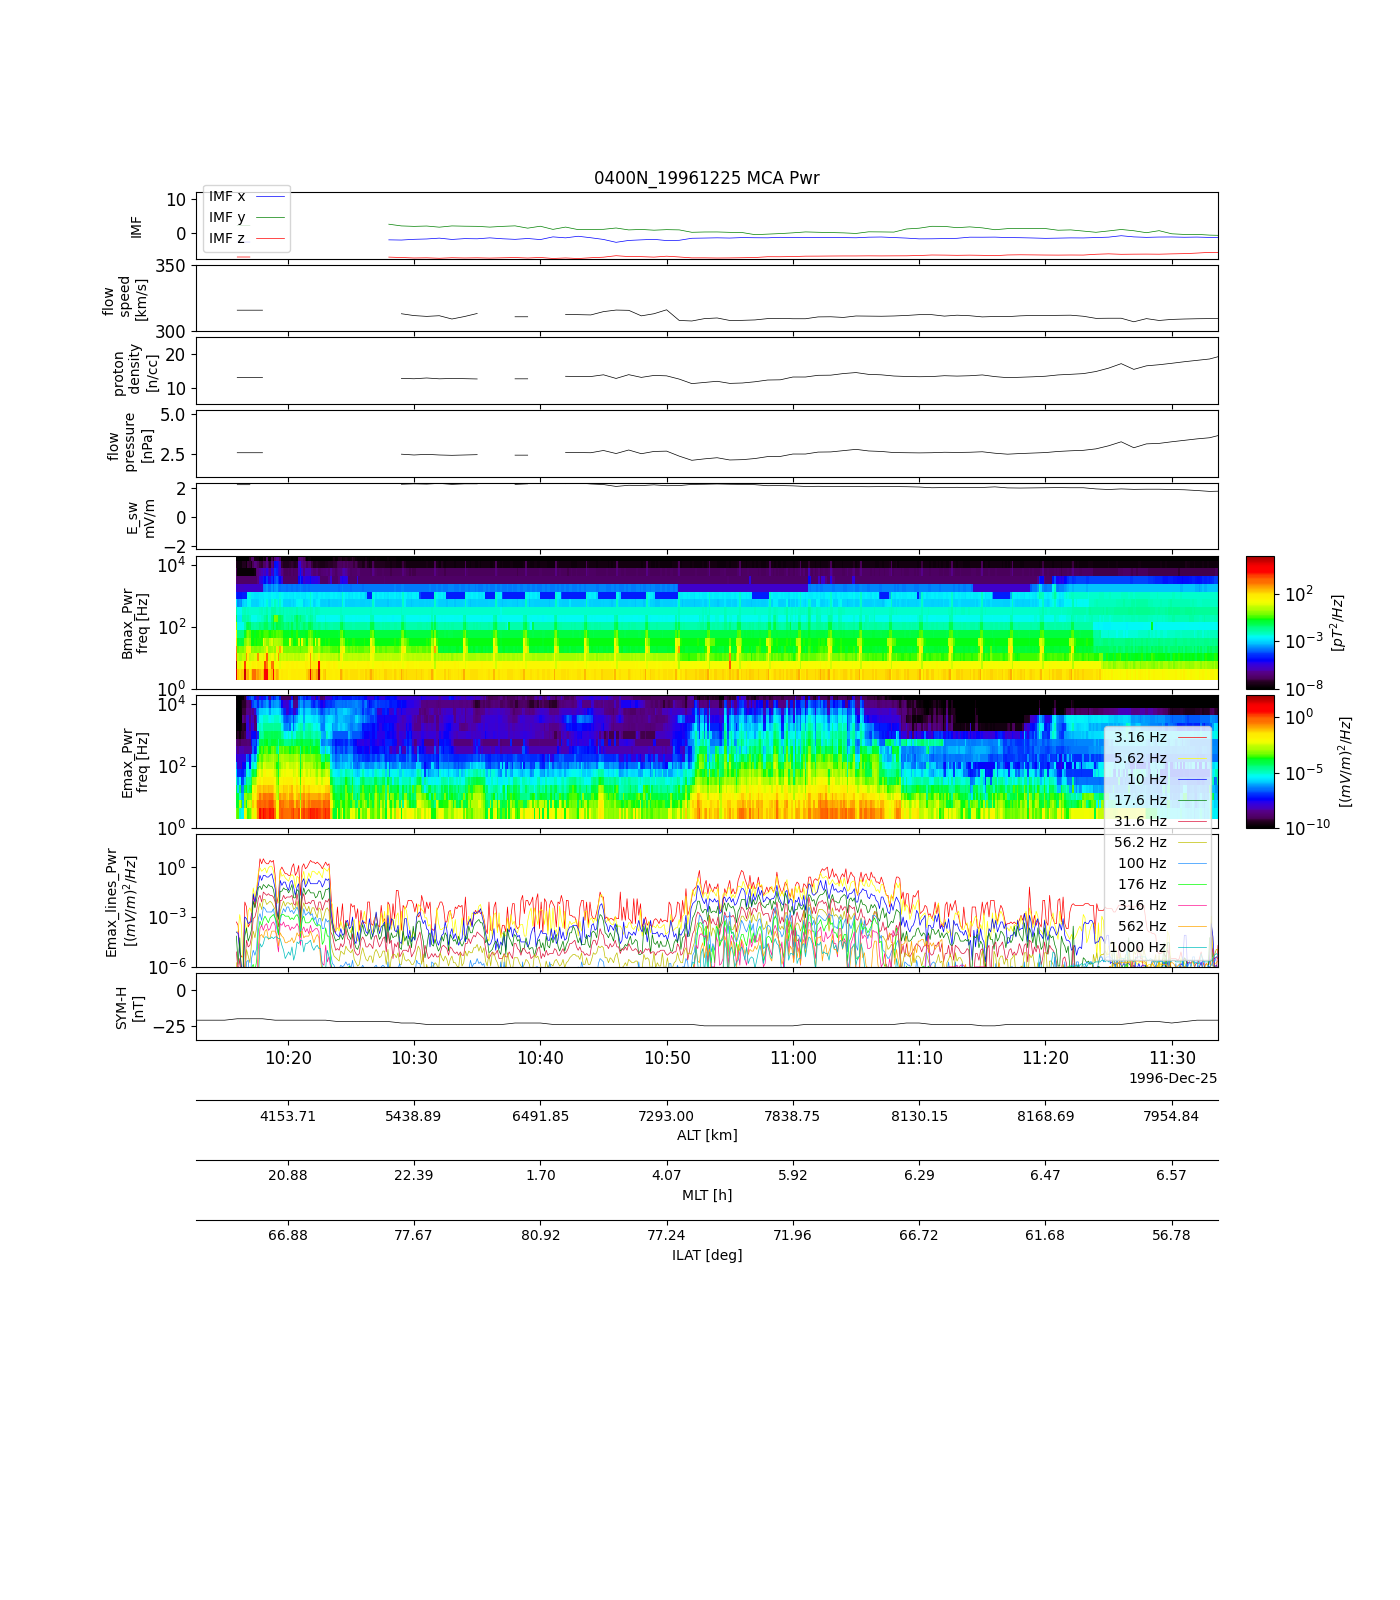 0400N_19961225 MCA Pwr
IMF
10
0
IMF x
IMF y
IMF z
flow
speed
[km/s]
350
300
proton
density
[n/cc]
20
10
flow
pressure
[nPa]
5.0
2.5
E_sw
mV/m
2
0
−2
Bmax_Pwr
freq [Hz]
10^4
10^2
10^0
10^2
10^-3
10^-8
[pT^2/Hz]
Emax_Pwr
freq [Hz]
10^4
10^2
10^0
10^0
10^-5
10^-10
[(mV/m)^2/Hz]
3.16 Hz
5.62 Hz
10 Hz
17.6 Hz
31.6 Hz
56.2 Hz
100 Hz
176 Hz
316 Hz
562 Hz
1000 Hz
Emax_lines_Pwr
[(mV/m)^2/Hz]
10^0
10^-3
10^-6
SYM-H
[nT]
0
−25
10:20 10:30 10:40 10:50 11:00 11:10 11:20 11:30
1996-Dec-25
4153.71 5438.89 6491.85 7293.00 7838.75 8130.15 8168.69 7954.84
ALT [km]
20.88 22.39 1.70 4.07 5.92 6.29 6.47 6.57
MLT [h]
66.88 77.67 80.92 77.24 71.96 66.72 61.68 56.78
ILAT [deg]